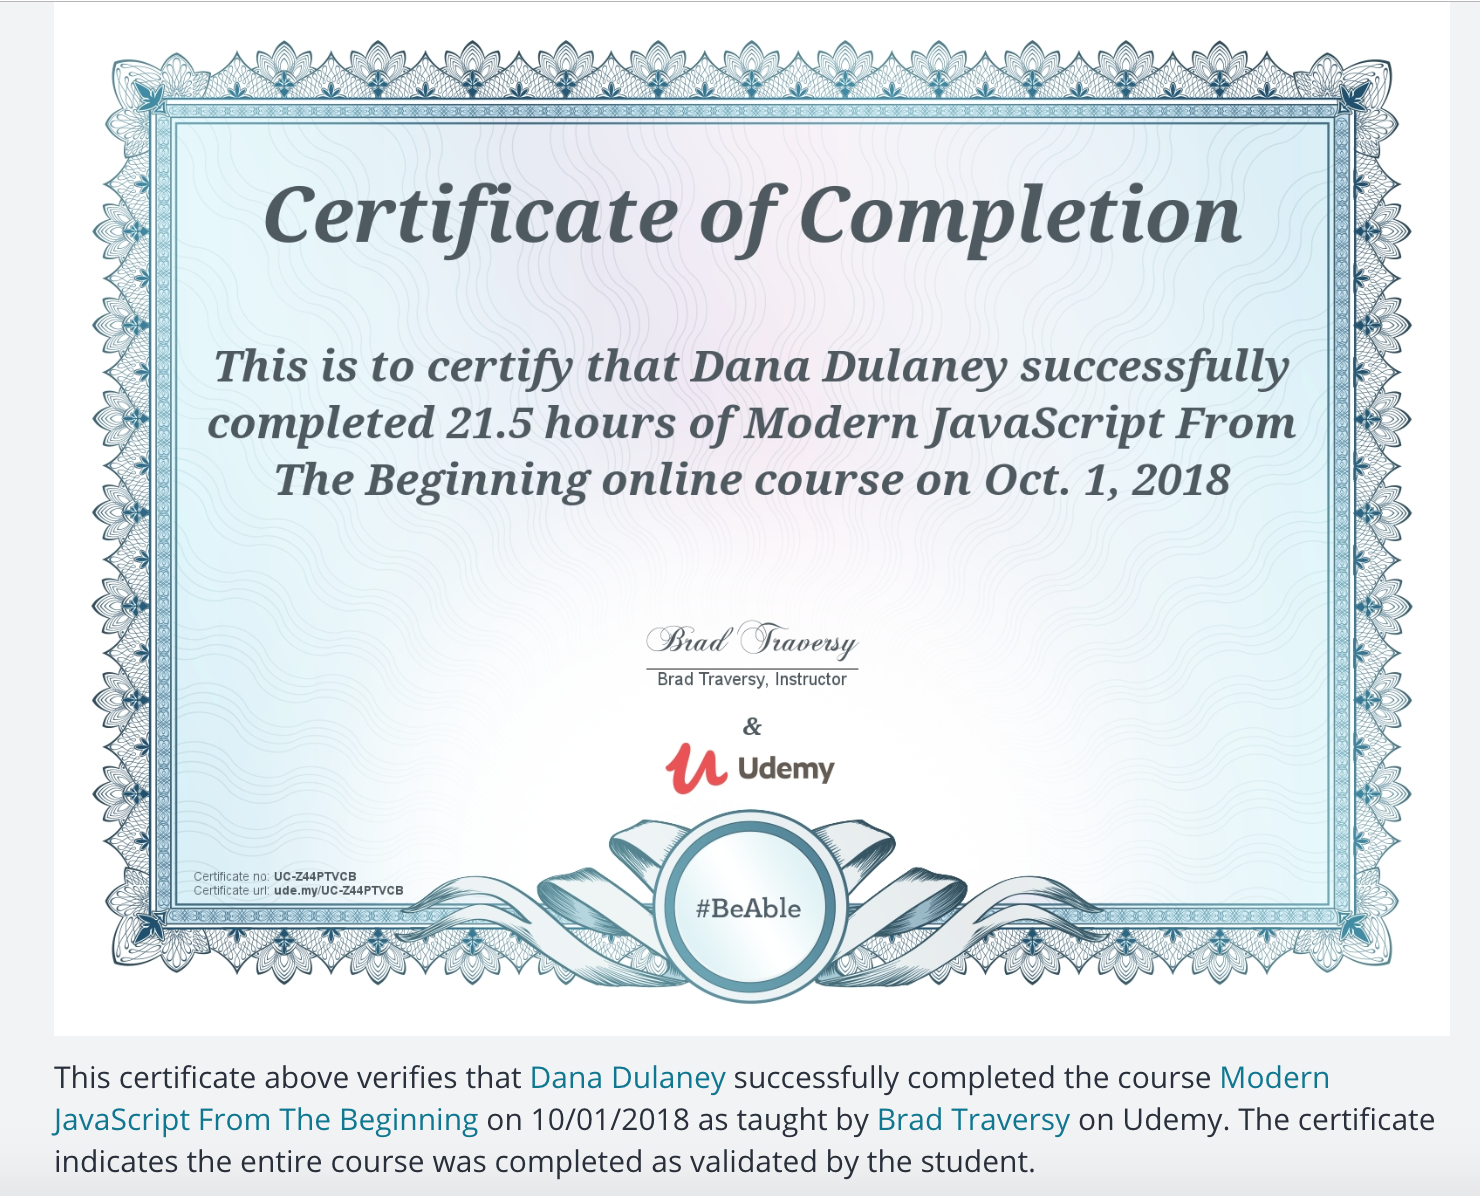 Certificate of Completion
This is to certify that Dana Dulaney successfully
completed 21.5 hours of Modern JavaScript From
The Beginning online course on Oct. 1, 2018
Brad Traversy
Brad Traversy, Instructor
&
Udemy
Certificate no: UC-Z44PTVCB
Certificate url: ude.my/UC-Z44PTVCB
#BeAble
This certificate above verifies that Dana Dulaney successfully completed the course Modern
JavaScript From The Beginning on 10/01/2018 as taught by Brad Traversy on Udemy. The certificate
indicates the entire course was completed as validated by the student.